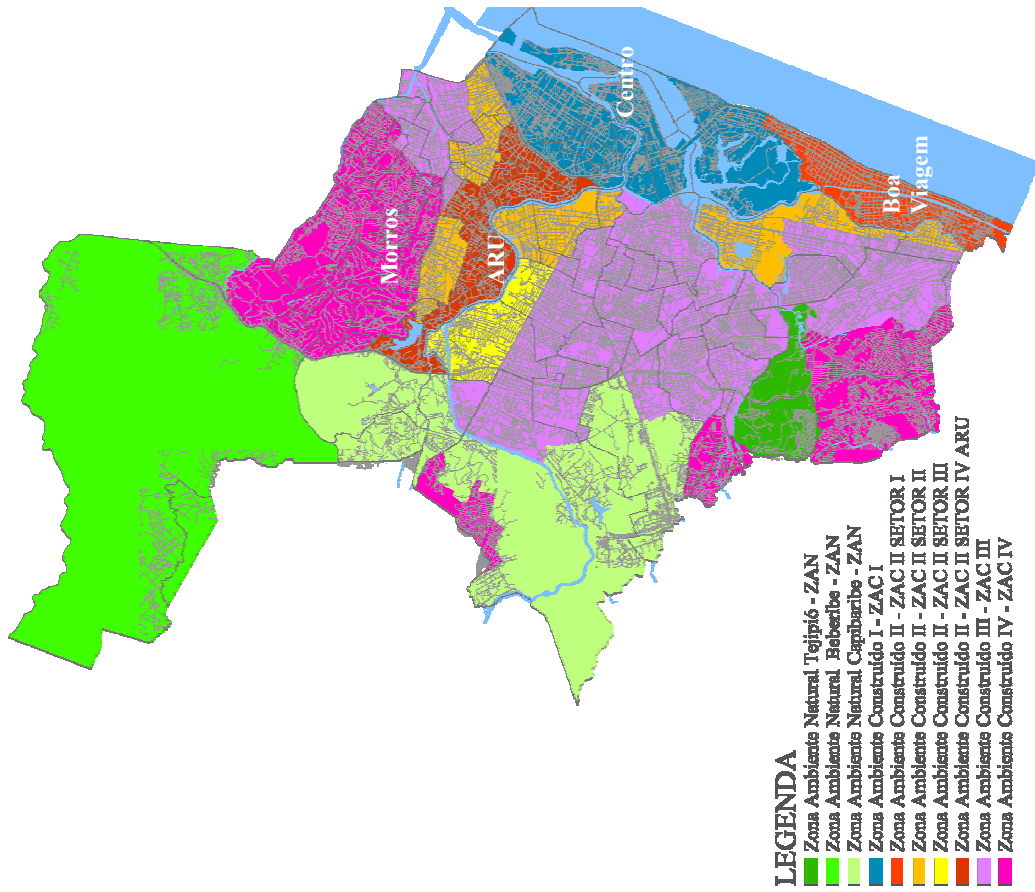 Centro
Morros
ARU
Boa
Viagem
LEGENDA
Zona Ambiente Natural Tejipió - ZAN
Zona Ambiente Natural Beberibe - ZAN
Zona Ambiente Natural Capibaribe - ZAN
Zona Ambiente Construído I - ZAC I
Zona Ambiente Construído II - ZAC II SETOR I
Zona Ambiente Construído II - ZAC II SETOR II
Zona Ambiente Construído II - ZAC II SETOR III
Zona Ambiente Construído II - ZAC II SETOR IV ARU
Zona Ambiente Construído III - ZAC III
Zona Ambiente Construído IV - ZAC IV